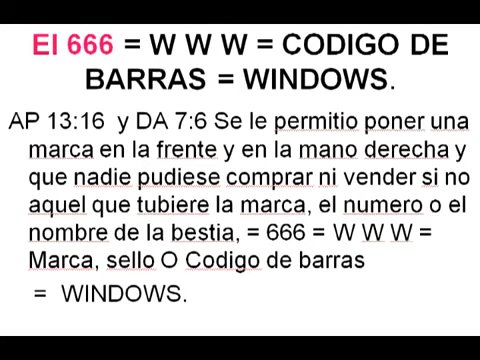 El 666 = W W W = CODIGO DE
BARRAS = WINDOWS.
AP 13:16 y DA 7:6 Se le permitio poner una
marca en la frente y en la mano derecha y
que nadie pudiese comprar ni vender si no
aquel que tubiere la marca, el numero o el
nombre de la bestia, = 666 = W W W =
Marca, sello O Codigo de barras
= WINDOWS.